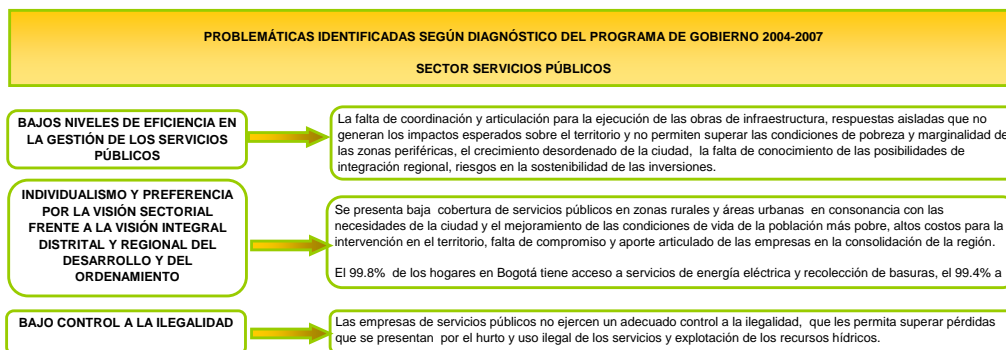 PROBLEMÁTICAS IDENTIFICADAS SEGÚN DIAGNÓSTICO DEL PROGRAMA DE GOBIERNO 2004-2007
SECTOR SERVICIOS PÚBLICOS
BAJOS NIVELES DE EFICIENCIA EN
LA GESTIÓN DE LOS SERVICIOS
PÚBLICOS
La falta de coordinación y articulación para la ejecución de las obras de infraestructura, respuestas aisladas que no
generan los impactos esperados sobre el territorio y no permiten superar las condiciones de pobreza y marginalidad de
las zonas periféricas, el crecimiento desordenado de la ciudad, la falta de conocimiento de las posibilidades de
integración regional, riesgos en la sostenibilidad de las inversiones.
INDIVIDUALISMO Y PREFERENCIA
POR LA VISIÓN SECTORIAL
FRENTE A LA VISIÓN INTEGRAL
DISTRITAL Y REGIONAL DEL
DESARROLLO Y DEL
ORDENAMIENTO
Se presenta baja cobertura de servicios públicos en zonas rurales y áreas urbanas en consonancia con las
necesidades de la ciudad y el mejoramiento de las condiciones de vida de la población más pobre, altos costos para la
intervención en el territorio, falta de compromiso y aporte articulado de las empresas en la consolidación de la región.
El 99.8% de los hogares en Bogotá tiene acceso a servicios de energía eléctrica y recolección de basuras, el 99.4% a
BAJO CONTROL A LA ILEGALIDAD
Las empresas de servicios públicos no ejercen un adecuado control a la ilegalidad, que les permita superar pérdidas
que se presentan por el hurto y uso ilegal de los servicios y explotación de los recursos hídricos.